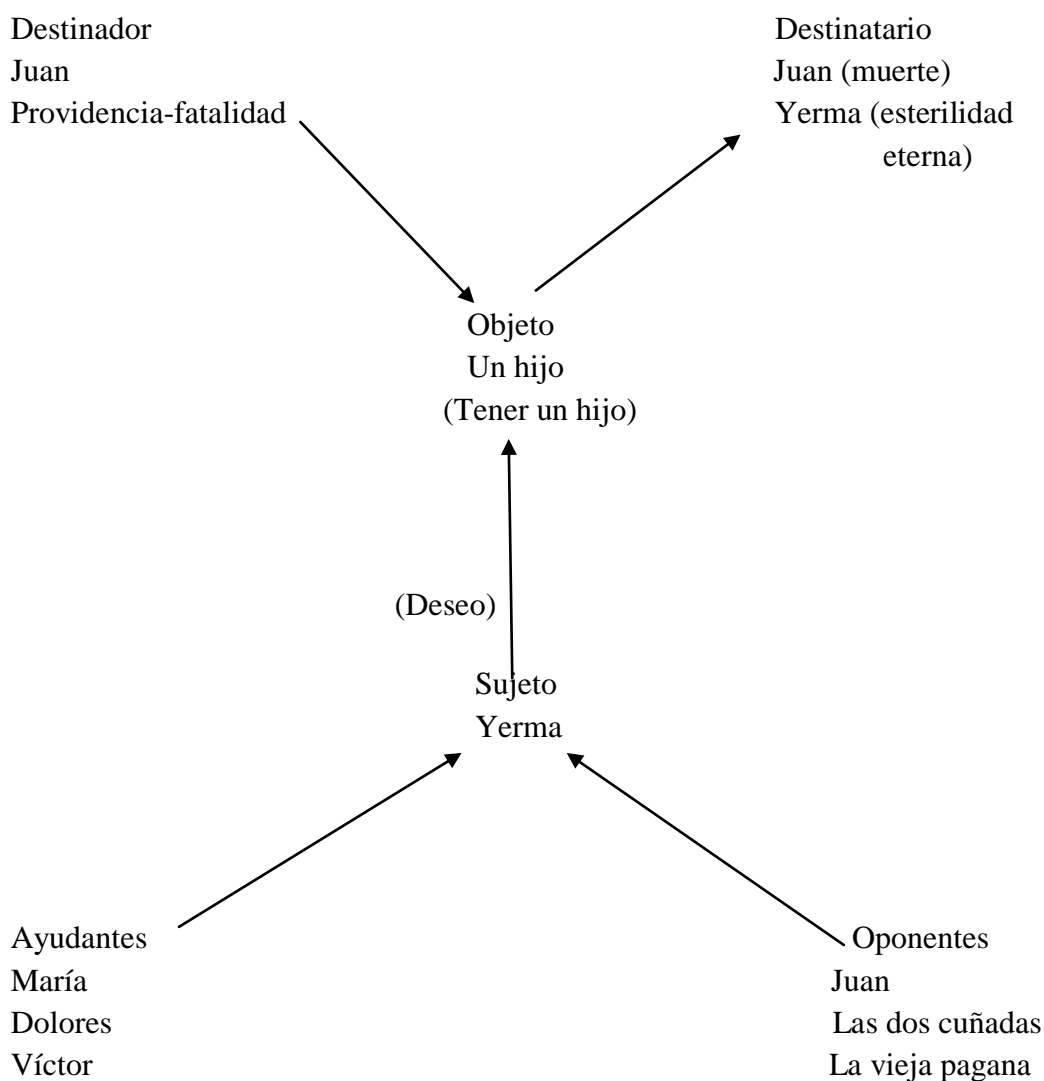 Destinador
Juan
Providencia-fatalidad
Destinatario
Juan (muerte)
Yerma (esterilidad
eterna)
Objeto
Un hijo
(Tener un hijo)
(Deseo)
Sujeto
Yerma
Ayudantes
María
Dolores
Víctor
Oponentes
Juan
Las dos cuñadas
La vieja pagana